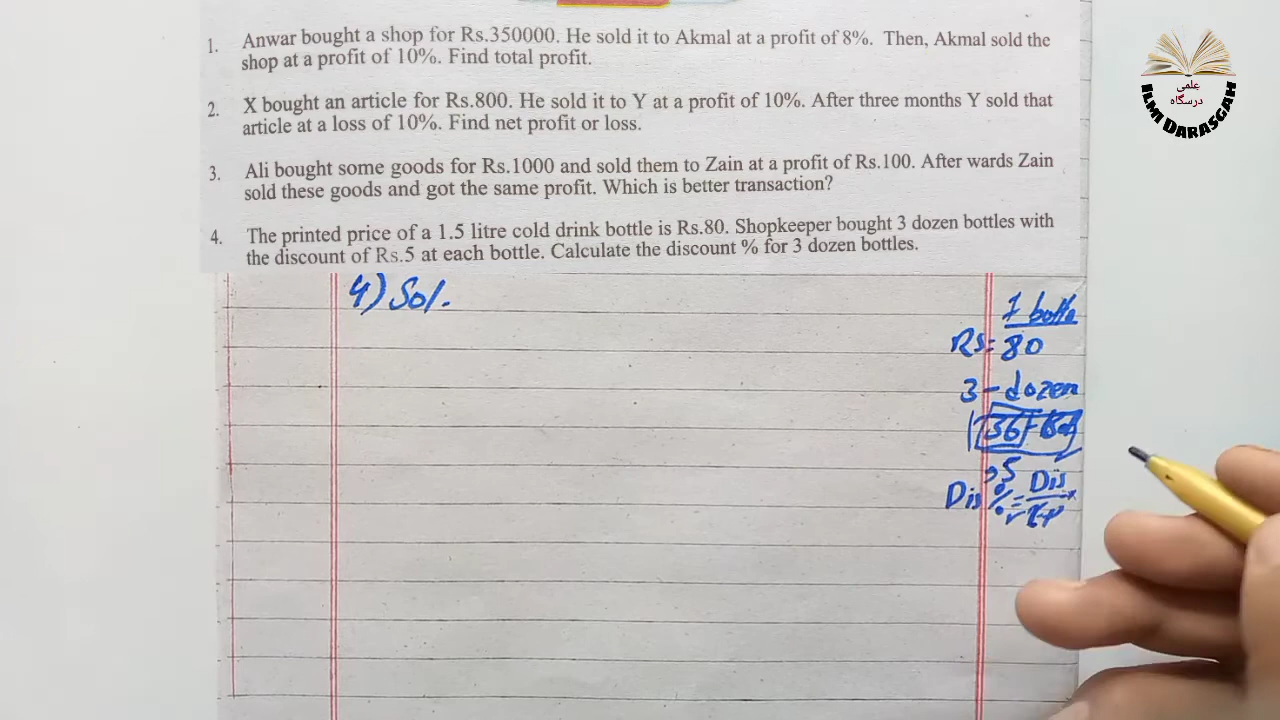 1. Anwar bought a shop for Rs.350000. He sold it to Akmal at a profit of 8%. Then, Akmal sold the
shop at a profit of 10%. Find total profit.
2. X bought an article for Rs.800. He sold it to Y at a profit of 10%. After three months Y sold that
article at a loss of 10%. Find net profit or loss.
3. Ali bought some goods for Rs.1000 and sold them to Zain at a profit of Rs.100. After wards Zain
sold these goods and got the same profit. Which is better transaction?
4. The printed price of a 1.5 litre cold drink bottle is Rs.80. Shopkeeper bought 3 dozen bottles with
the discount of Rs.5 at each bottle. Calculate the discount % for 3 dozen bottles.
علمی
درسگاہ
ILMI DARASGAH
4) Sol.
1 bottle
Rs: 80
3-dozen
36
5
Dis % = Dis